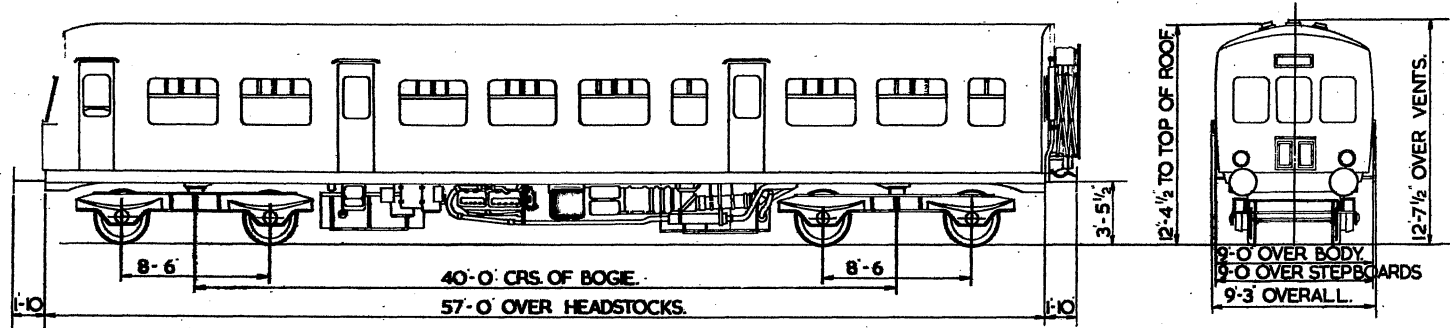 12'-4½" TO TOP OF ROOF.
12'-7½" OVER VENTS.
3'-5½"
8'-6"
40'-0" CRS. OF BOGIE.
8'-6
1'-10
57'-0" OVER HEADSTOCKS.
1'-10
9'-0" OVER BODY.
9'-0 OVER STEPBOARDS
9'-3" OVERALL.